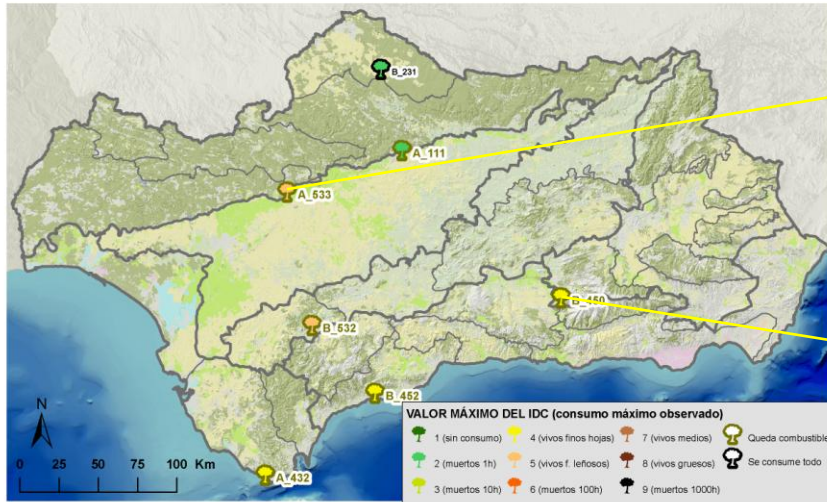 B_231
A_111
A_533
B_450
B_532
B_452
A_432
N
0 25 50 75 100 Km
VALOR MÁXIMO DEL IDC (consumo máximo observado)
1 (sin consumo) 4 (vivos finos hojas) 7 (vivos medios) Queda combustible
2 (muertos 1h) 5 (vivos f. leñosos) 8 (vivos gruesos) Se consume todo
3 (muertos 10h) 6 (muertos 100h) 9 (muertos 1000h)